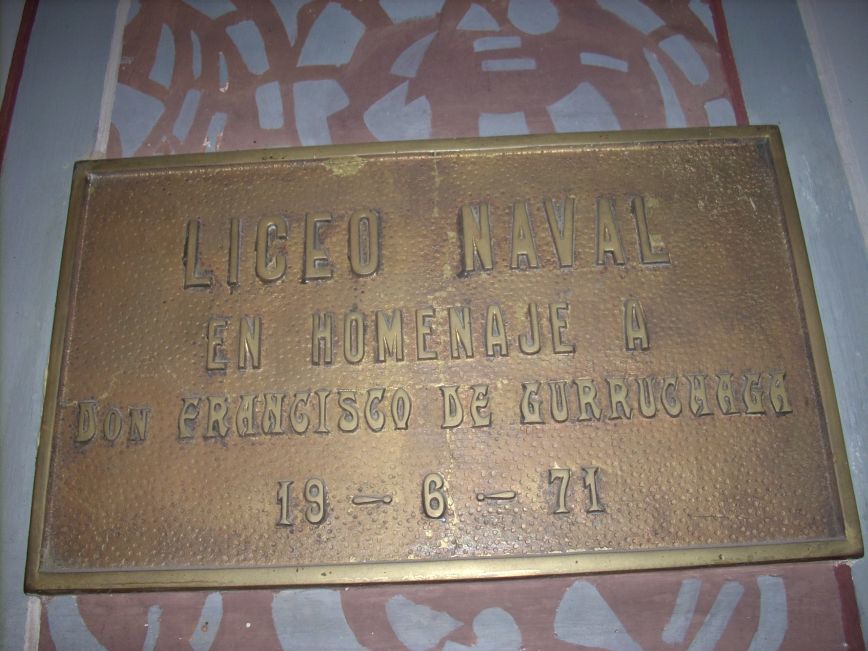 LICEO NAVAL
EN HOMENAJE A
DON FRANCISCO DE GURRUCHAGA
19 - 6 - 71